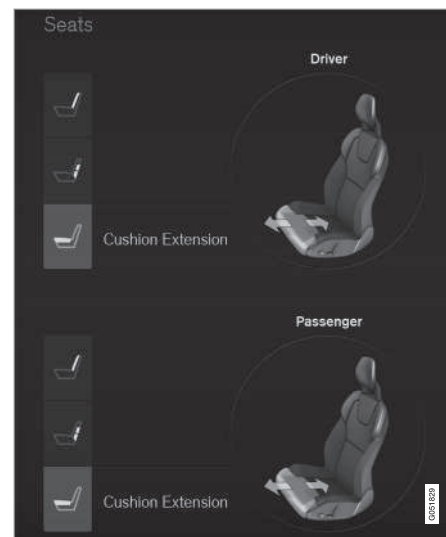 Seats
Driver
Cushion Extension
Passenger
Cushion Extension
G051829